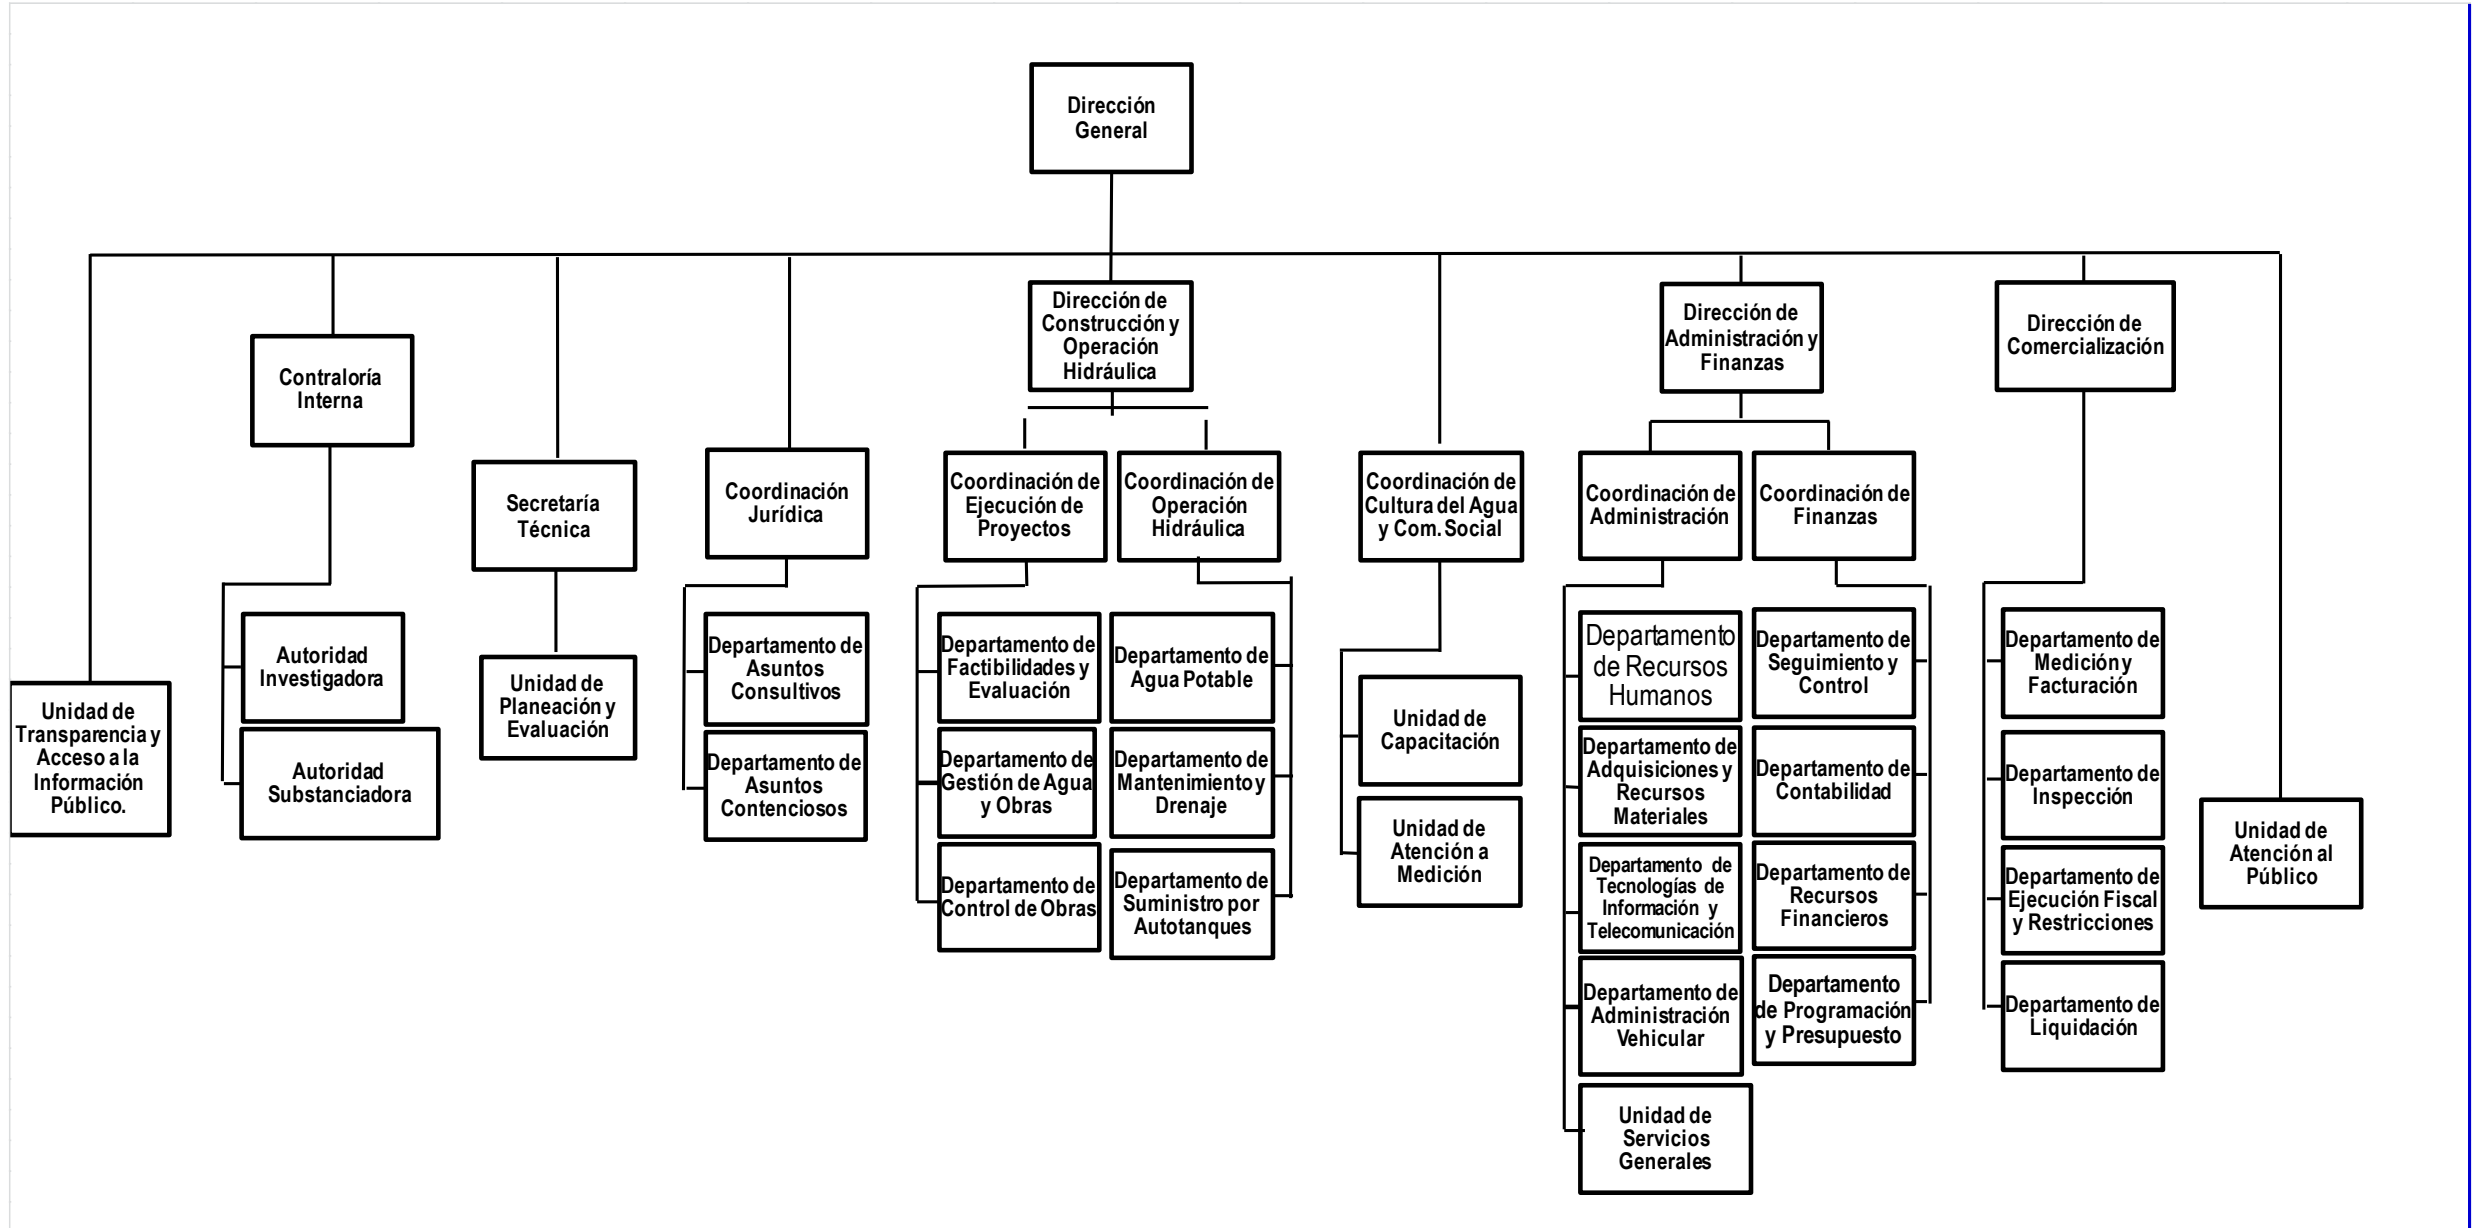 Dirección
General
Dirección de
Construcción y
Operación
Hidráulica
Dirección de
Administración y
Finanzas
Dirección de
Comercialización
Contraloría
Interna
Secretaría
Técnica
Coordinación
Jurídica
Coordinación de
Ejecución de
Proyectos
Coordinación de
Operación
Hidráulica
Coordinación de
Cultura del Agua
y Com. Social
Coordinación de
Administración
Coordinación de
Finanzas
Unidad de
Transparencia y
Acceso a la
Información
Público.
Autoridad
Investigadora
Autoridad
Substanciadora
Unidad de
Planeación y
Evaluación
Departamento de
Asuntos
Consultivos
Departamento de
Asuntos
Contenciosos
Departamento de
Factibilidades y
Evaluación
Departamento de
Gestión de Agua
y Obras
Departamento de
Control de Obras
Departamento de
Agua Potable
Departamento de
Mantenimiento y
Drenaje
Departamento de
Suministro por
Autotanques
Unidad de
Capacitación
Unidad de
Atención a
Medición
Departamento
de Recursos
Humanos
Departamento de
Adquisiciones y
Recursos
Materiales
Departamento de
Tecnologías de
Información y
Telecomunicación
Departamento de
Administración
Vehicular
Unidad de
Servicios
Generales
Departamento de
Seguimiento y
Control
Departamento de
Contabilidad
Departamento de
Recursos
Financieros
Departamento
de Programación
y Presupuesto
Departamento de
Medición y
Facturación
Departamento de
Inspección
Departamento de
Ejecución Fiscal
y Restricciones
Departamento de
Liquidación
Unidad de
Atención al
Público